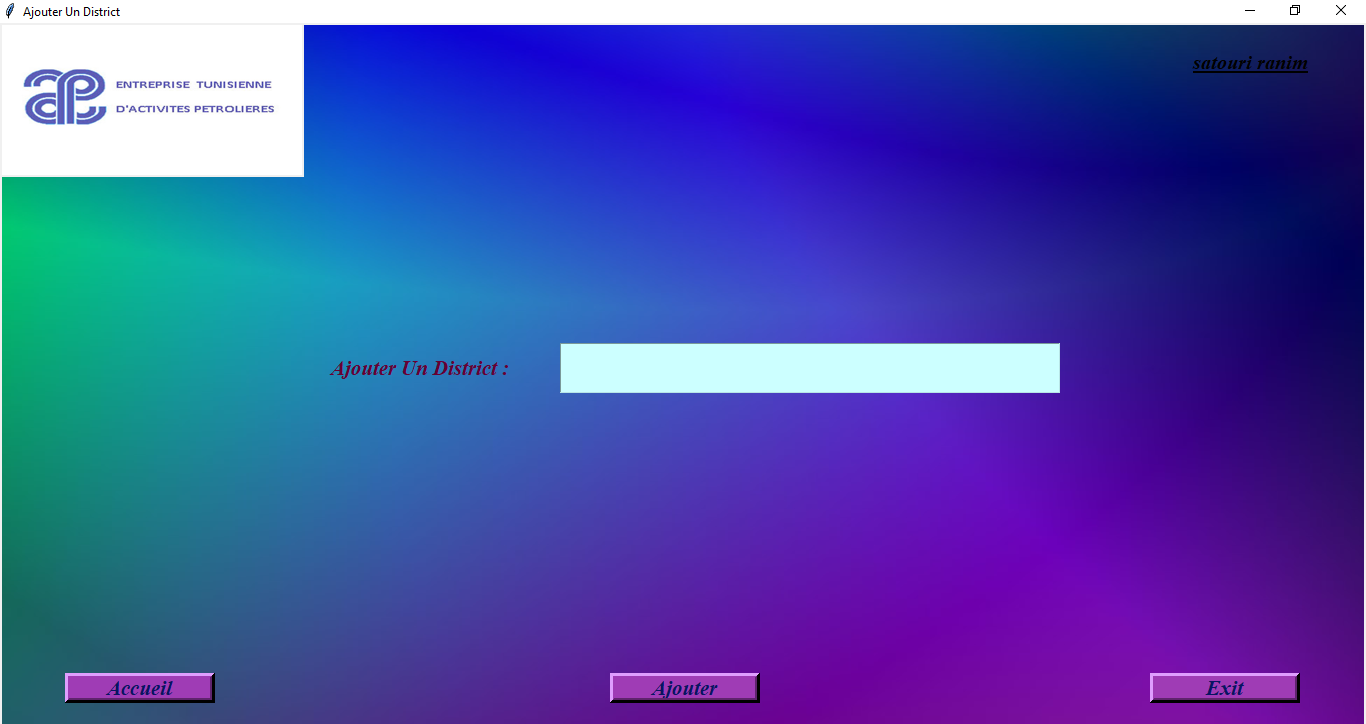 Ajouter Un District
satouri ranim
ENTREPRISE TUNISIENNE
D'ACTIVITES PETROLIERES
Ajouter Un District :
Accueil
Ajouter
Exit